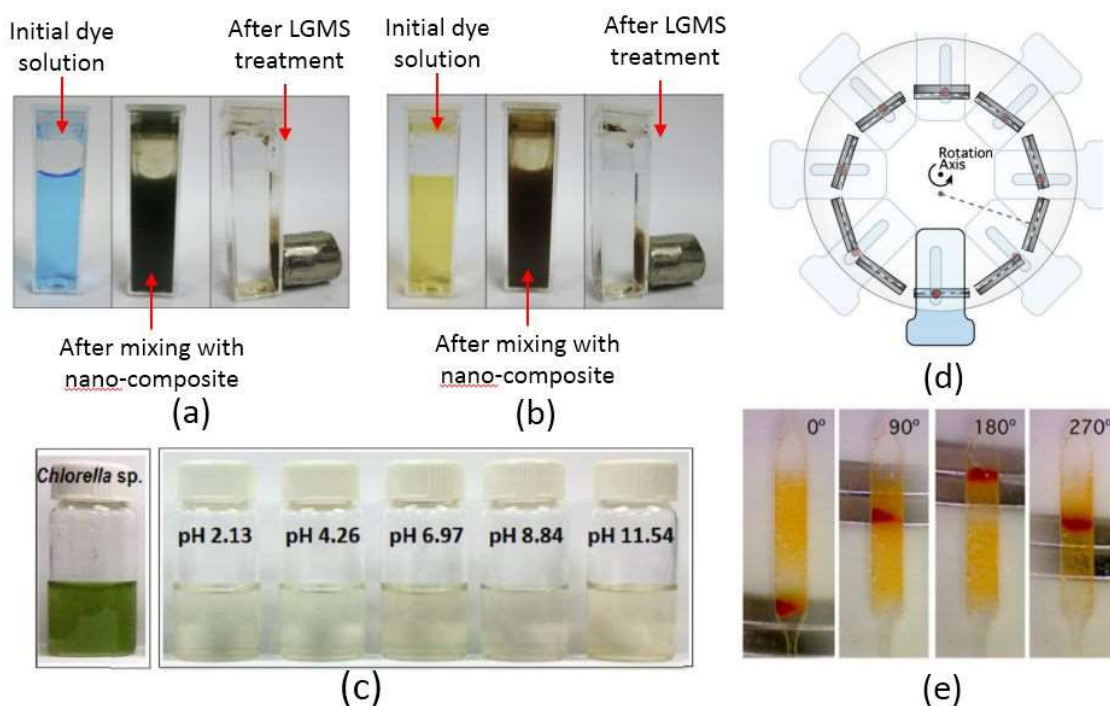 Initial dye
solution
After LGMS
treatment
After mixing with
nano-composite
(a)
Initial dye
solution
After LGMS
treatment
After mixing with
nano-composite
(b)
Chlorella sp.
pH 2.13
pH 4.26
pH 6.97
pH 8.84
pH 11.54
(c)
Rotation
Axis
(d)
0°
90°
180°
270°
(e)